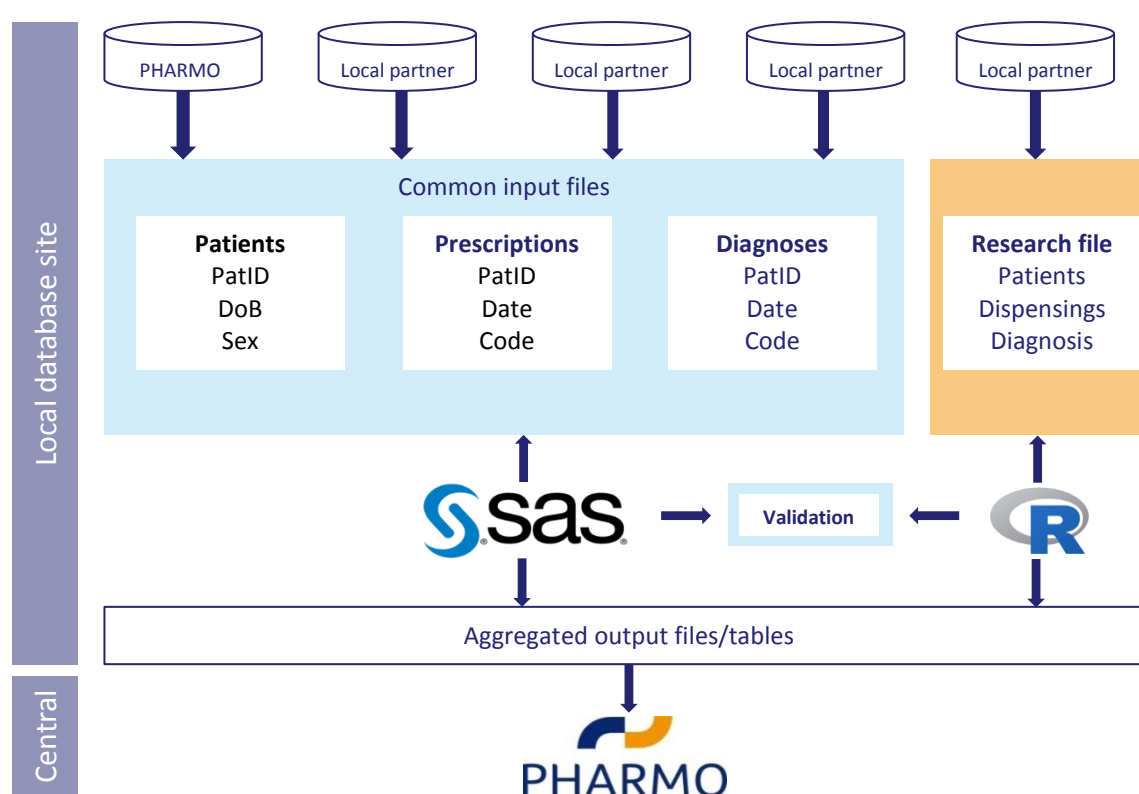 PHARMO
Local partner
Local partner
Local partner
Local partner
Local database site
Common input files
Patients
PatID
DoB
Sex
Prescriptions
PatID
Date
Code
Diagnoses
PatID
Date
Code
Research file
Patients
Dispensings
Diagnosis
sas
Validation
R
Aggregated output files/tables
Central
PHARMO